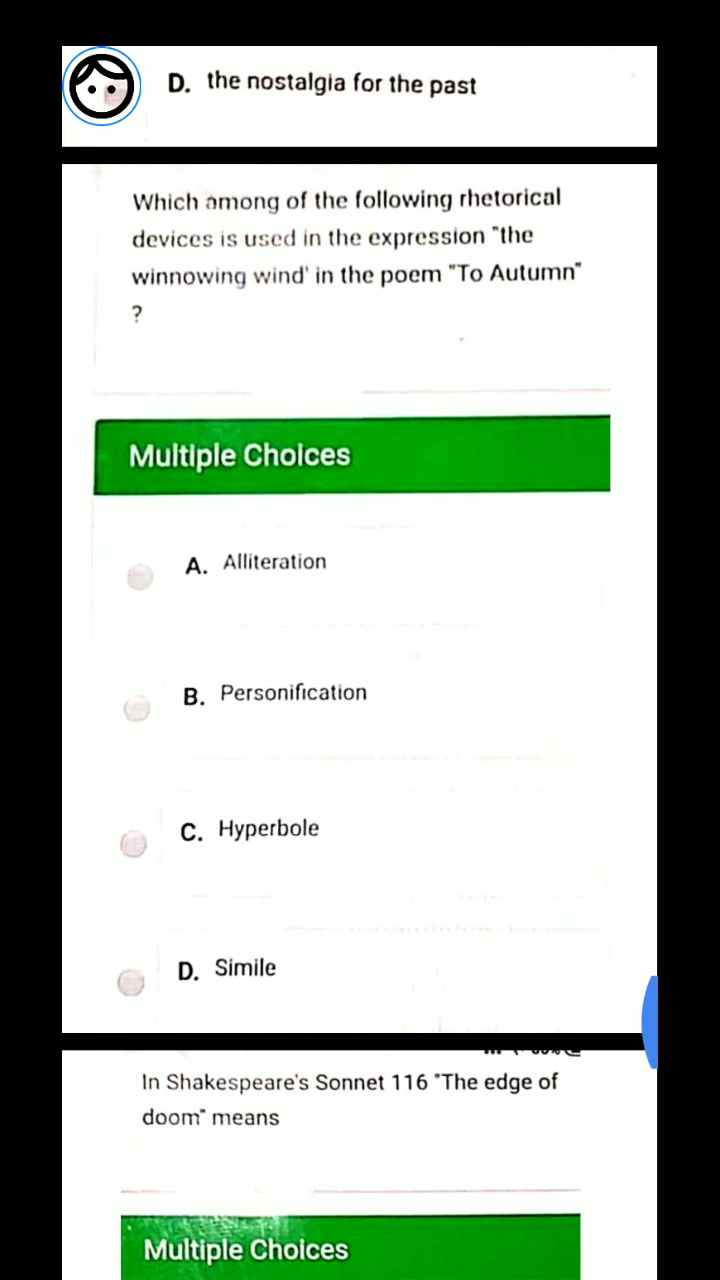 D. the nostalgia for the past
Which among of the following rhetorical
devices is used in the expression "the
winnowing wind' in the poem "To Autumn"
?
Multiple Choices
A. Alliteration
B. Personification
C. Hyperbole
D. Simile
In Shakespeare's Sonnet 116 "The edge of
doom" means
Multiple Choices